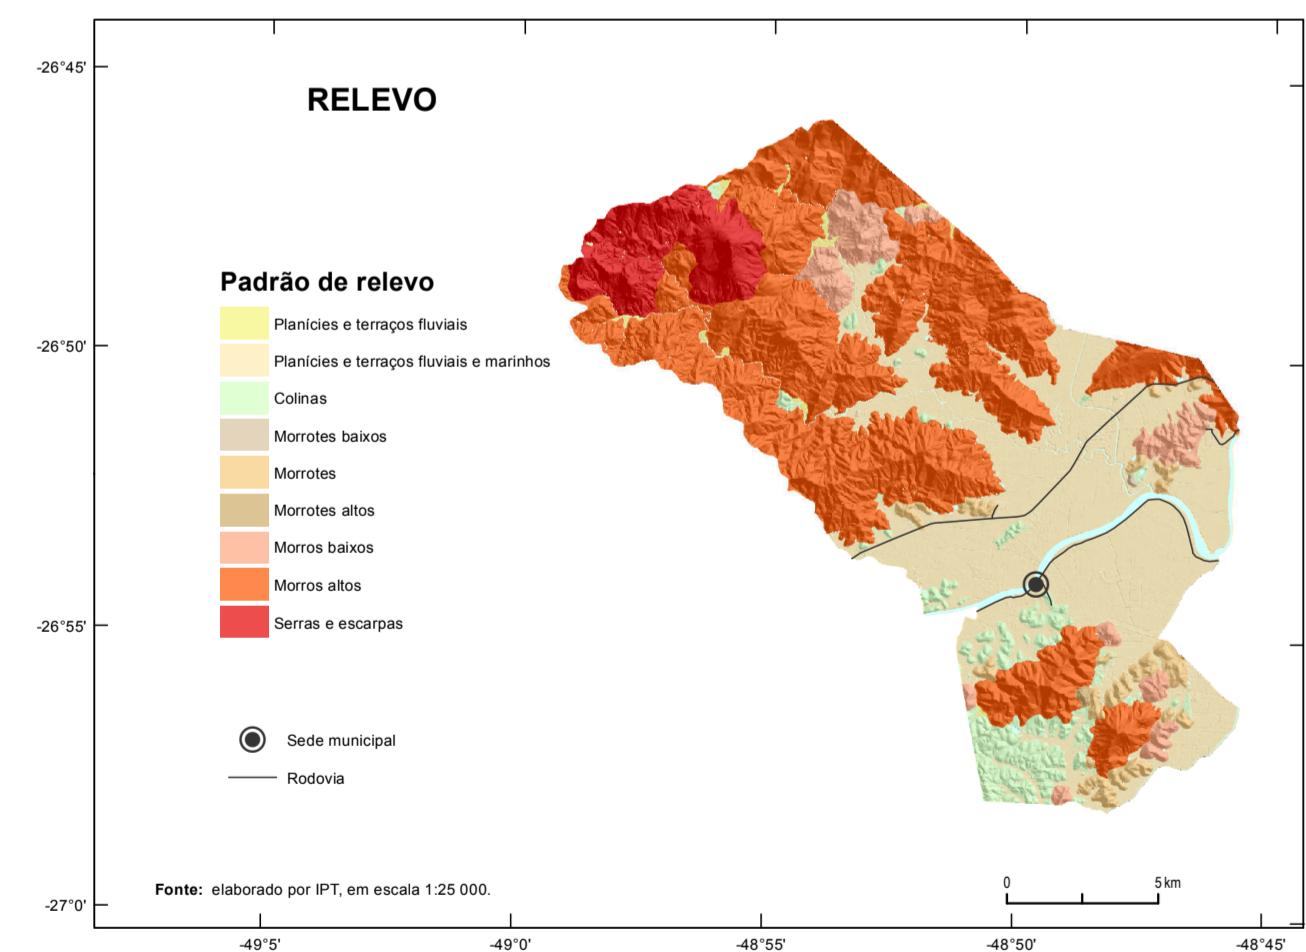 -26°45'
RELEVO
-26°50'
-26°55'
-27°0'
Padrão de relevo
Planícies e terraços fluviais
Planícies e terraços fluviais e marinhos
Colinas
Morrotes baixos
Morrotes
Morrotes altos
Morros baixos
Morros altos
Serras e escarpas
Sede municipal
Rodovia
Fonte: elaborado por IPT, em escala 1:25 000.
0 5 km
-49°5' -49°0' -48°55' -48°50' -48°45'